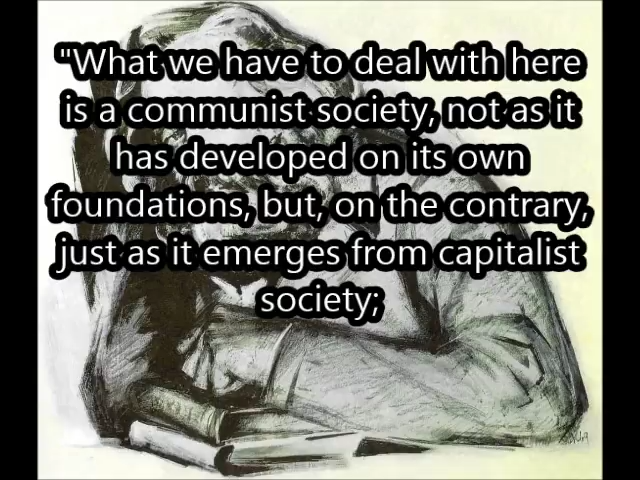 "What we have to deal with here
is a communist society, not as it
has developed on its own
foundations, but, on the contrary,
just as it emerges from capitalist
society;